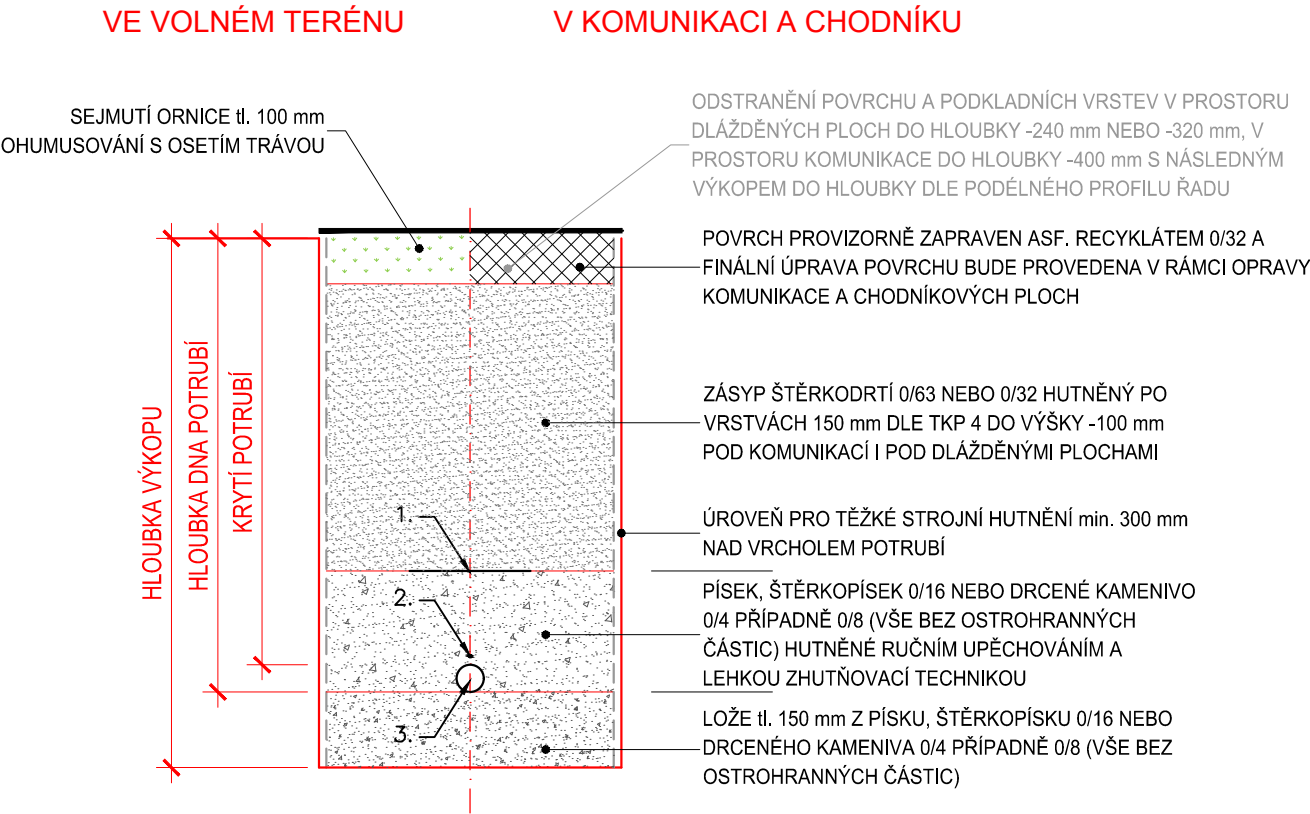 VE VOLNÉM TERÉNU
V KOMUNIKACI A CHODNÍKU
SEJMUTÍ ORNICE tl. 100 mm
OHUMUSOVÁNÍ S OSETÍM TRÁVOU
ODSTRANĚNÍ POVRCHU A PODKLADNÍCH VRSTEV V PROSTORU
DLÁŽDĚNÝCH PLOCH DO HLOUBKY -240 mm NEBO -320 mm, V
PROSTORU KOMUNIKACE DO HLOUBKY -400 mm S NÁSLEDNÝM
VÝKOPEM DO HLOUBKY DLE PODÉLNÉHO PROFILU ŘADU
POVRCH PROVIZORNĚ ZAPRAVEN ASF. RECYKLÁTEM 0/32 A
FINÁLNÍ ÚPRAVA POVRCHU BUDE PROVEDENA V RÁMCI OPRAVY
KOMUNIKACE A CHODNÍKOVÝCH PLOCH
ZÁSYP ŠTĚRKODRTÍ 0/63 NEBO 0/32 HUTNĚNÝ PO
VRSTVÁCH 150 mm DLE TKP 4 DO VÝŠKY -100 mm
POD KOMUNIKACÍ I POD DLÁŽDĚNÝMI PLOCHAMI
HLOUBKA VÝKOPU
HLOUBKA DNA POTRUBÍ
KRYTÍ POTRUBÍ
1.
2.
3.
ÚROVEŇ PRO TĚŽKÉ STROJNÍ HUTNĚNÍ min. 300 mm
NAD VRCHOLEM POTRUBÍ
PÍSEK, ŠTĚRKOPÍSEK 0/16 NEBO DRCENÉ KAMENIVO
0/4 PŘÍPADNĚ 0/8 (VŠE BEZ OSTROHRANNÝCH
ČÁSTIC) HUTNĚNÉ RUČNÍM UPĚCHOVÁNÍM A
LEHKOU ZHUTŇOVACÍ TECHNIKOU
LOŽE tl. 150 mm Z PÍSKU, ŠTĚRKOPÍSKU 0/16 NEBO
DRCENÉHO KAMENIVA 0/4 PŘÍPADNĚ 0/8 (VŠE BEZ
OSTROHRANNÝCH ČÁSTIC)